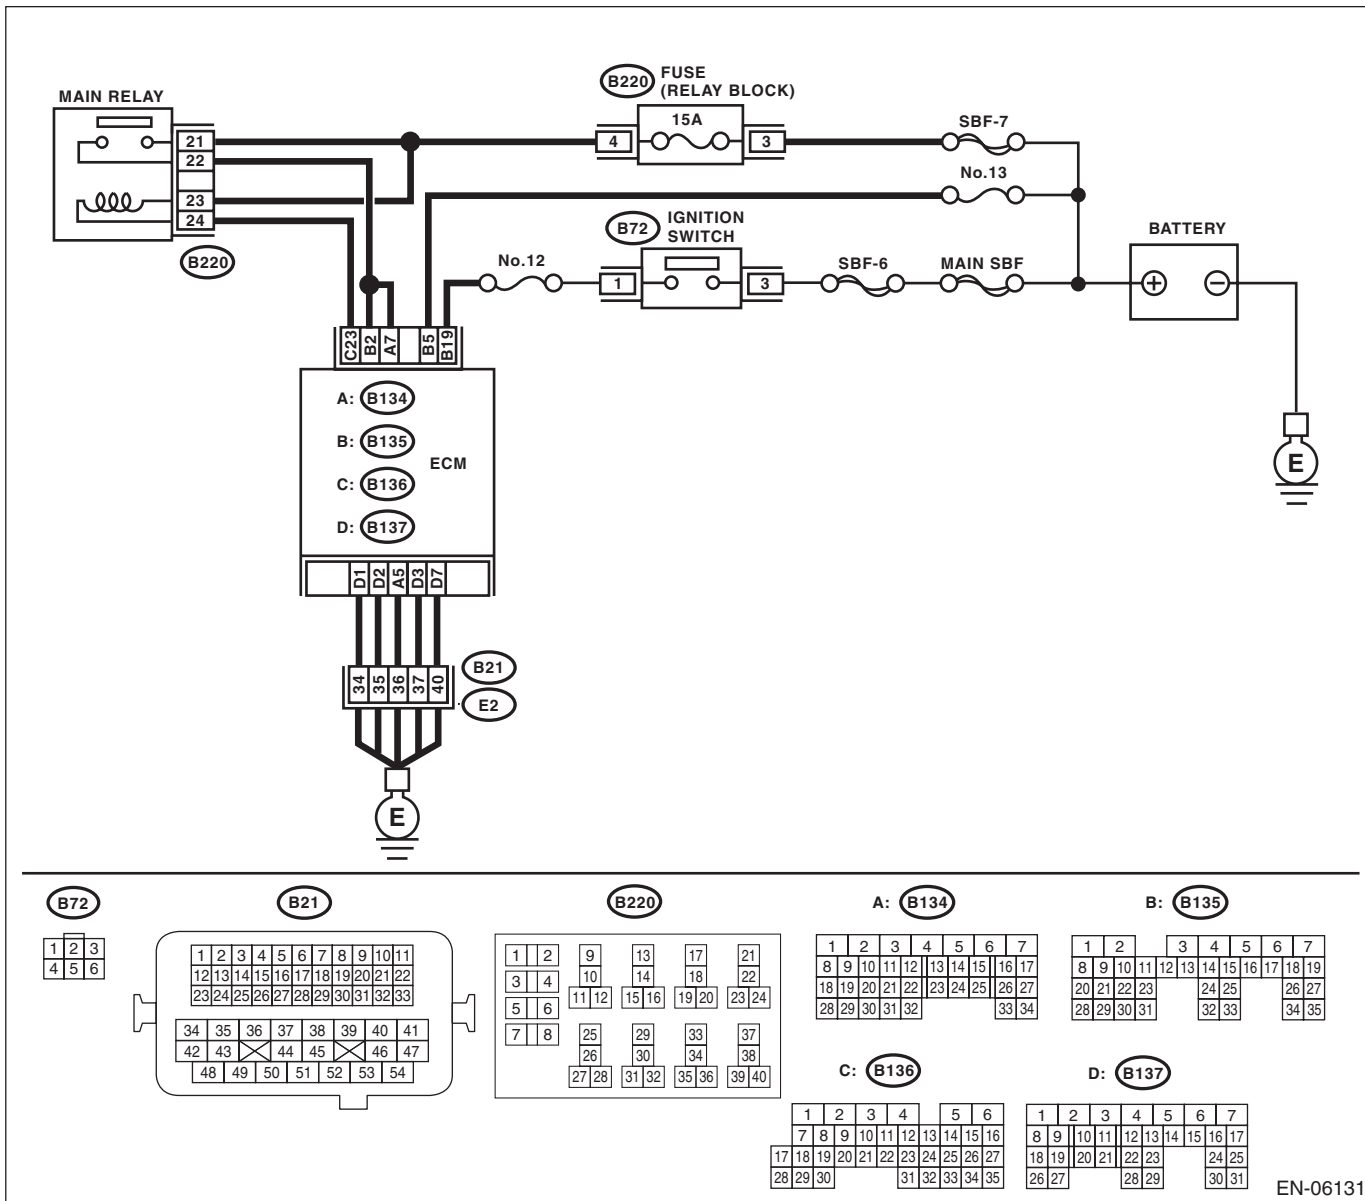 B220 FUSE
(RELAY BLOCK)
MAIN RELAY
15A
SBF-7
21
4
3
22
No.13
23
B72 IGNITION
SWITCH
24
BATTERY
B220
No.12
SBF-6
MAIN SBF
1
3
+ −
C23 B2 A7 B5 B19
A: B134
B: B135
ECM
C: B136
D: B137
E
D1 D2 A5 D3 D7
B21
34 35 36 37 40
E2
E
B72
1 2 3
4 5 6
B21
1 2 3 4 5 6 7 8 9 10 11
12 13 14 15 16 17 18 19 20 21 22
23 24 25 26 27 28 29 30 31 32 33
34 35 36 37 38 39 40 41
42 43 44 45 46 47
48 49 50 51 52 53 54
B220
1 2 9 13 17 21
3 4 10 14 18 22
11 12 15 16 19 20 23 24
5 6
7 8 25 29 33 37
26 30 34 38
27 28 31 32 35 36 39 40
A: B134
1 2 3 4 5 6 7
8 9 10 11 12 13 14 15 16 17
18 19 20 21 22 23 24 25 26 27
28 29 30 31 32 33 34
B: B135
1 2 3 4 5 6 7
8 9 10 11 12 13 14 15 16 17 18 19
20 21 22 23 24 25 26 27
28 29 30 31 32 33 34 35
C: B136
1 2 3 4 5 6
7 8 9 10 11 12 13 14 15 16
17 18 19 20 21 22 23 24 25 26 27
28 29 30 31 32 33 34 35
D: B137
1 2 3 4 5 6 7
8 9 10 11 12 13 14 15 16 17
18 19 20 21 22 23 24 25
26 27 28 29 30 31
EN-06131